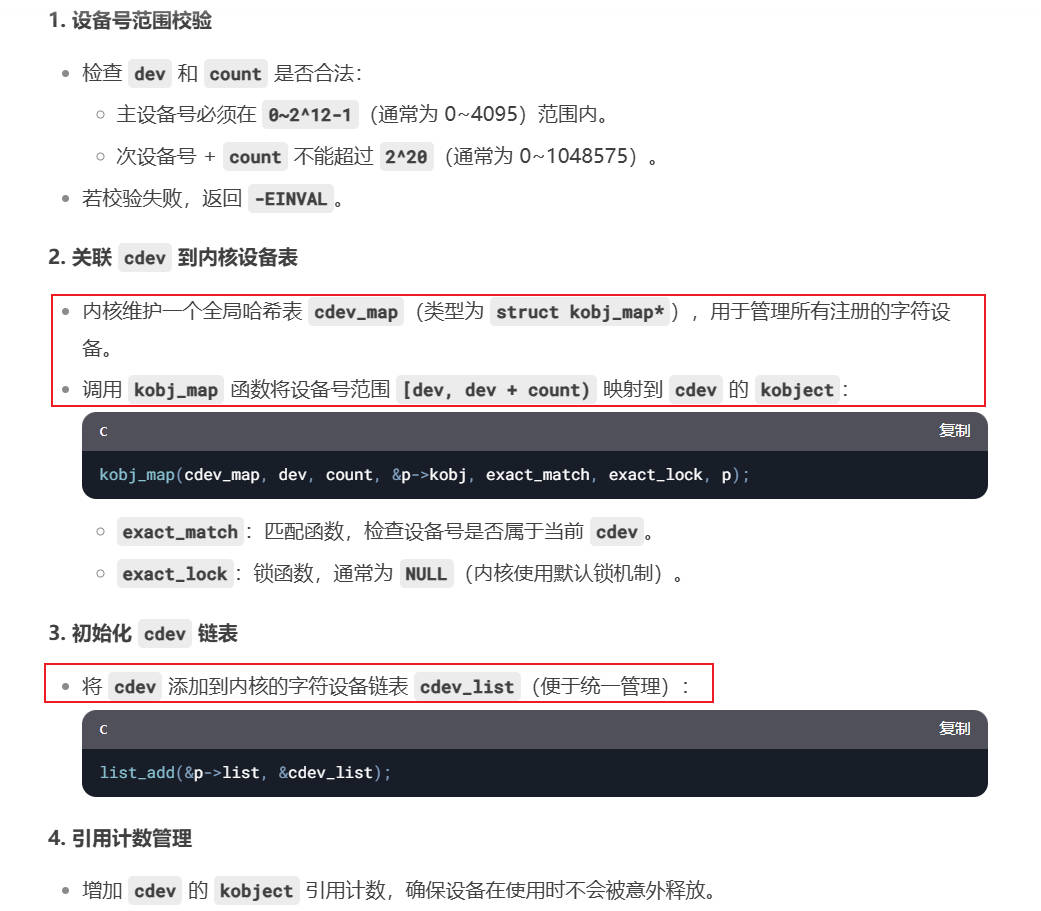 1. 设备号范围校验
检查 dev 和 count 是否合法：
主设备号必须在 0~2^12-1（通常为 0~4095）范围内。
次设备号 + count 不能超过 2^20（通常为 0~1048575）。
若校验失败，返回 -EINVAL。
2. 关联 cdev 到内核设备表
内核维护一个全局哈希表 cdev_map（类型为 struct kobj_map*），用于管理所有注册的字符设
备。
调用 kobj_map 函数将设备号范围 [dev, dev + count) 映射到 cdev 的 kobject：
c 复制
kobj_map(cdev_map, dev, count, &p->kobj, exact_match, exact_lock, p);
exact_match：匹配函数，检查设备号是否属于当前 cdev。
exact_lock：锁函数，通常为 NULL（内核使用默认锁机制）。
3. 初始化 cdev 链表
将 cdev 添加到内核的字符设备链表 cdev_list（便于统一管理）：
c 复制
list_add(&p->list, &cdev_list);
4. 引用计数管理
增加 cdev 的 kobject 引用计数，确保设备在使用时不会被意外释放。